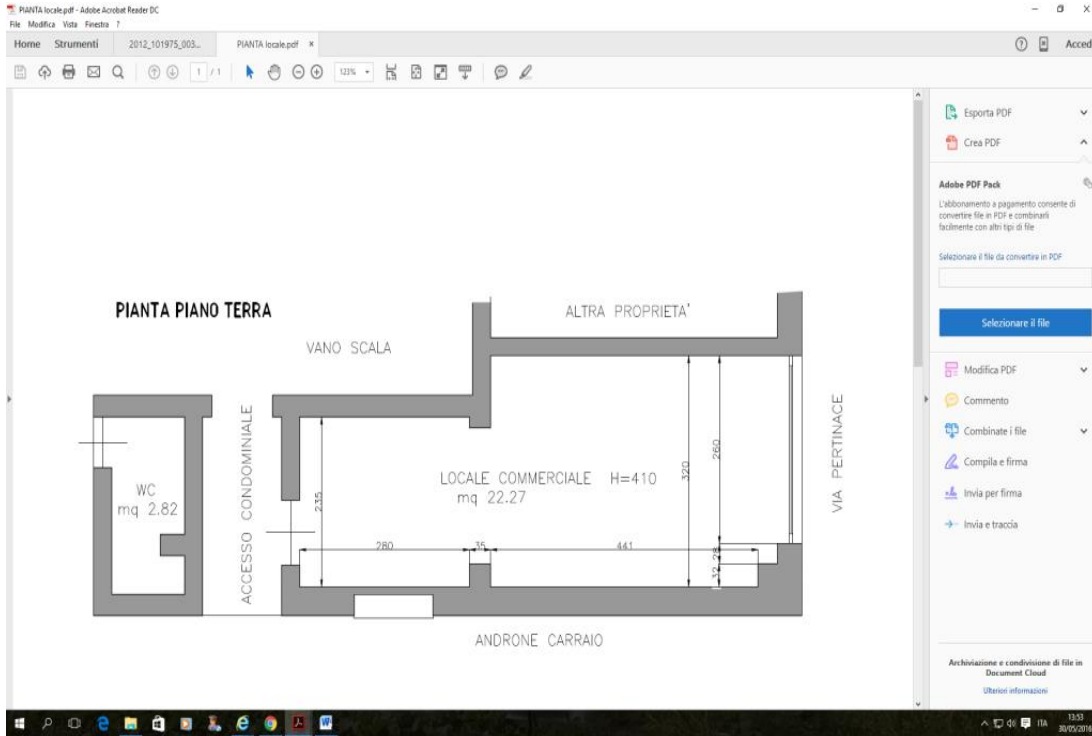 PIANTA locale.pdf - Adobe Acrobat Reader DC
File Modifica Vista Finestra ?
Home Strumenti 2012_101975_003... PIANTA locale.pdf × Acced
1 / 1 123%
Esporta PDF
Crea PDF
Adobe PDF Pack
L'abbonamento a pagamento consente di
convertire file in PDF e combinarli
facilmente con altri tipi di file
Selezionare il file da convertire in PDF
Selezionare il file
Modifica PDF
Commento
Combinate i file
Compila e firma
Invia per firma
Invia e traccia
Archiviazione e condivisione di file in
Document Cloud
Ulteriori informazioni
PIANTA PIANO TERRA
ALTRA PROPRIETA'
VANO SCALA
WC
mq 2.82
ACCESSO CONDOMINIALE
235
LOCALE COMMERCIALE H=410
mq 22.27
280
35
441
320
260
28
32
VIA PERTINACE
ANDRONE CARRAIO
ITA
13:53
30/05/2016